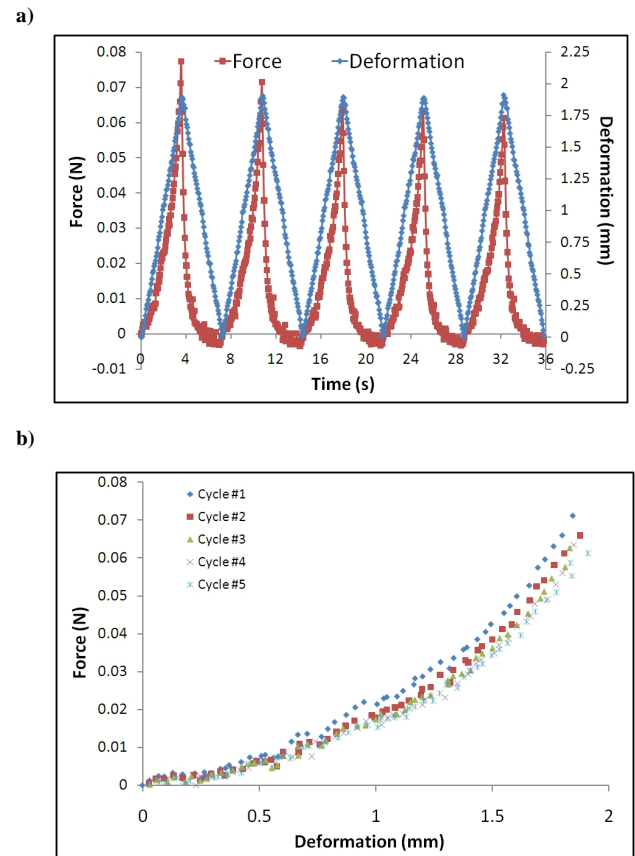 a)
Force Deformation
0.08
0.07
0.06
0.05
0.04
0.03
0.02
0.01
0
-0.01
Force (N)
2.25
2
1.75
1.5
1.25
1
0.75
0.5
0.25
0
-0.25
Deformation (mm)
0 4 8 12 16 20 24 28 32 36
Time (s)
b)
Cycle #1
Cycle #2
Cycle #3
Cycle #4
Cycle #5
0.08
0.07
0.06
0.05
0.04
0.03
0.02
0.01
0
Force (N)
0 0.5 1 1.5 2
Deformation (mm)